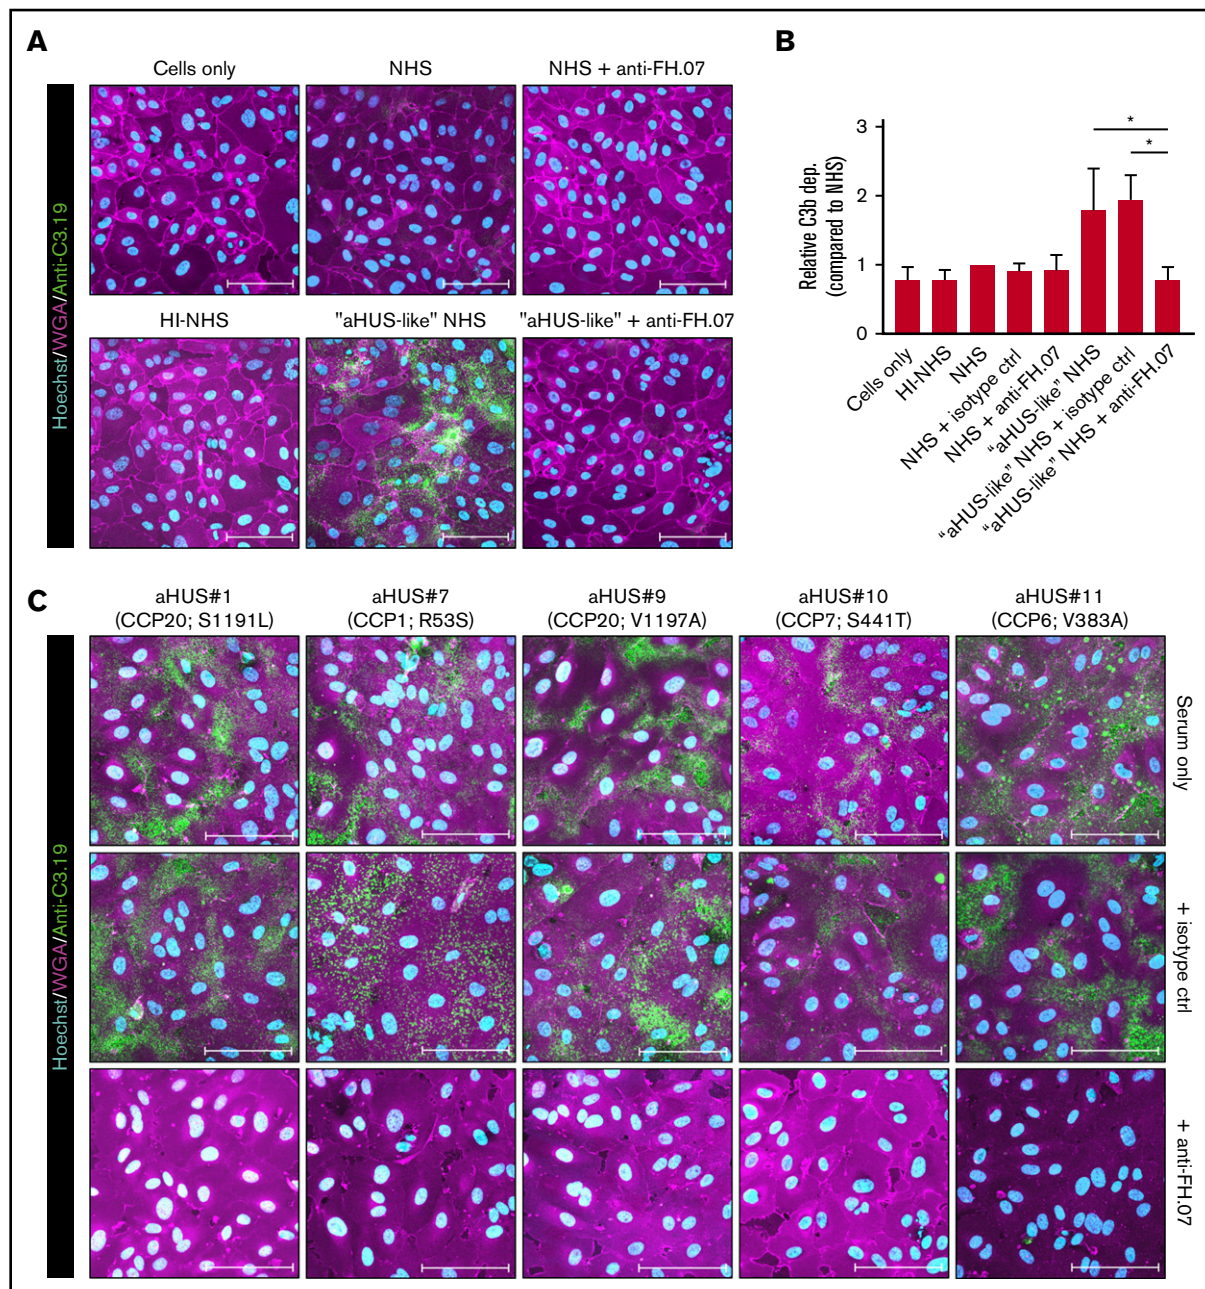 A
Cells only
NHS
NHS + anti-FH.07
HI-NHS
"aHUS-like" NHS
"aHUS-like" + anti-FH.07
Hoechst/WGA/Anti-C3.19
B
Relative C3b dep.
(compared to NHS)
3
2
1
0
*
*
Cells only
HI-NHS
NHS
NHS + isotype ctrl
NHS + anti-FH.07
"aHUS-like" NHS
"aHUS-like" NHS + isotype ctrl
"aHUS-like" NHS + anti-FH.07
C
aHUS#1
(CCP20; S1191L)
aHUS#7
(CCP1; R53S)
aHUS#9
(CCP20; V1197A)
aHUS#10
(CCP7; S441T)
aHUS#11
(CCP6; V383A)
Hoechst/WGA/Anti-C3.19
Serum only
+ isotype ctrl
+ anti-FH.07